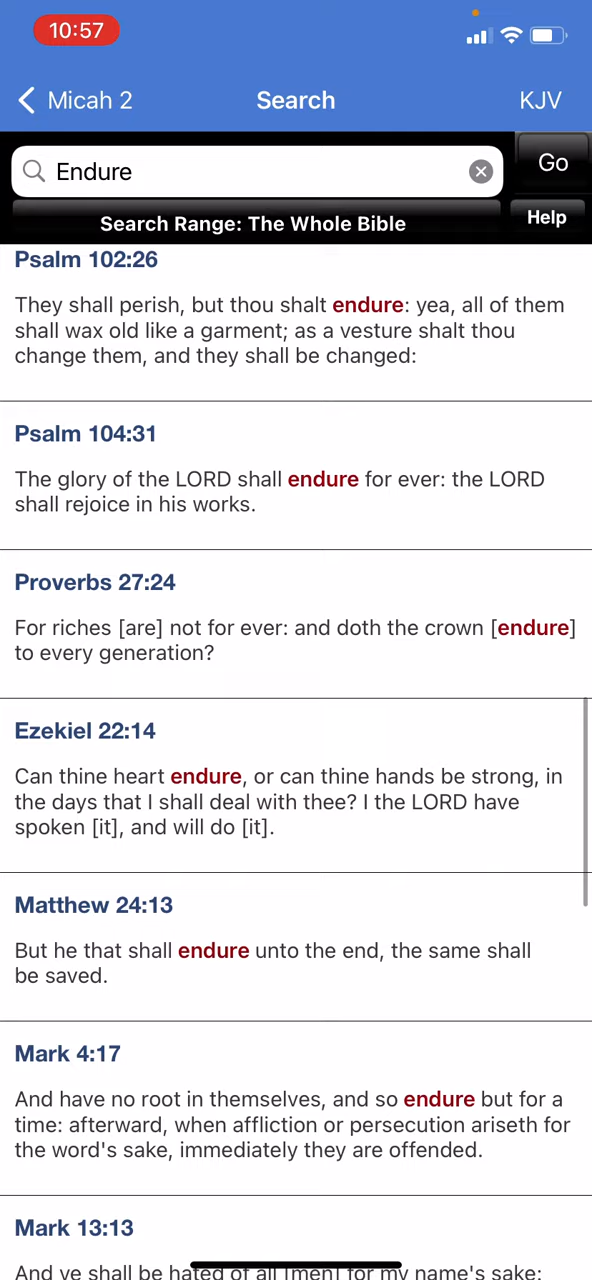 10:57
Micah 2
Search
KJV
Endure
Go
Search Range: The Whole Bible
Help
Psalm 102:26
They shall perish, but thou shalt endure: yea, all of them
shall wax old like a garment; as a vesture shalt thou
change them, and they shall be changed:
Psalm 104:31
The glory of the LORD shall endure for ever: the LORD
shall rejoice in his works.
Proverbs 27:24
For riches [are] not for ever: and doth the crown [endure]
to every generation?
Ezekiel 22:14
Can thine heart endure, or can thine hands be strong, in
the days that I shall deal with thee? I the LORD have
spoken [it], and will do [it].
Matthew 24:13
But he that shall endure unto the end, the same shall
be saved.
Mark 4:17
And have no root in themselves, and so endure but for a
time: afterward, when affliction or persecution ariseth for
the word's sake, immediately they are offended.
Mark 13:13
And ye shall be hated of all [men] for my name's sake: